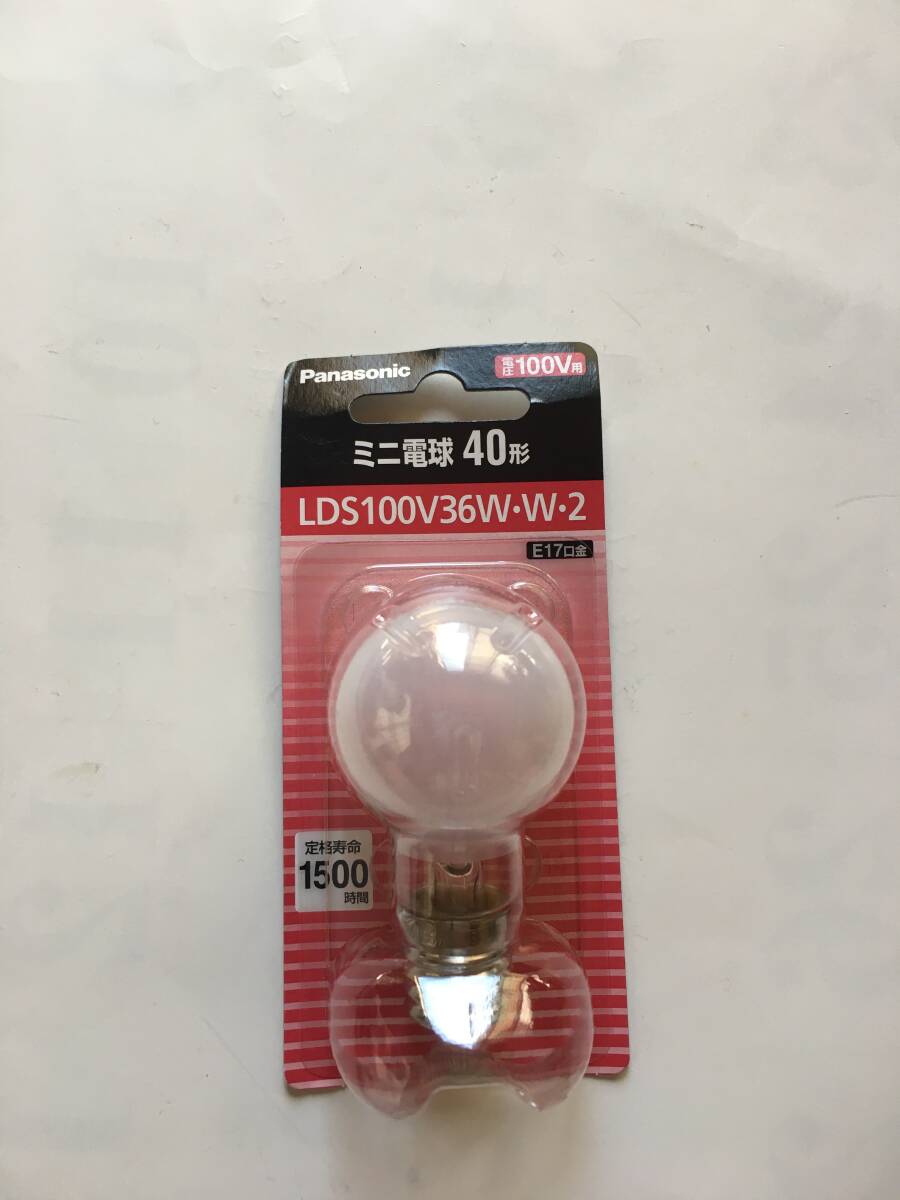 Panasonic
電圧100V用
ミニ電球 40形
LDS100V36W・W・2
E17口金
定格寿命
1500
時間